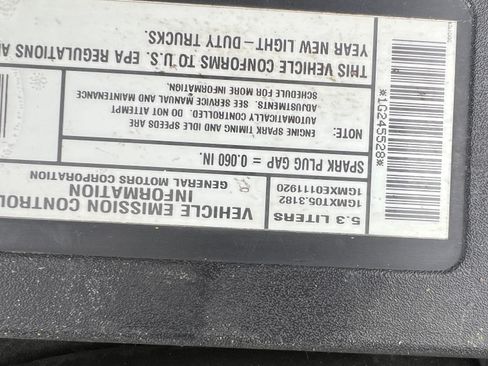 VEHICLE EMISSION CONTROL
INFORMATION
GENERAL MOTORS CORPORATION
5.3 LITERS
1GMXT05.3182
1GMXE0111920
SPARK PLUG GAP = 0.060 IN.
NOTE: ENGINE SPARK TIMING AND IDLE SPEEDS ARE
AUTOMATICALLY CONTROLLED. DO NOT ATTEMPT
ADJUSTMENTS. SEE SERVICE MANUAL AND MAINTENANCE
SCHEDULE FOR MORE INFORMATION.
THIS VEHICLE CONFORMS TO U.S. EPA REGULATIONS
YEAR NEW LIGHT-DUTY TRUCKS.
*1G245528*